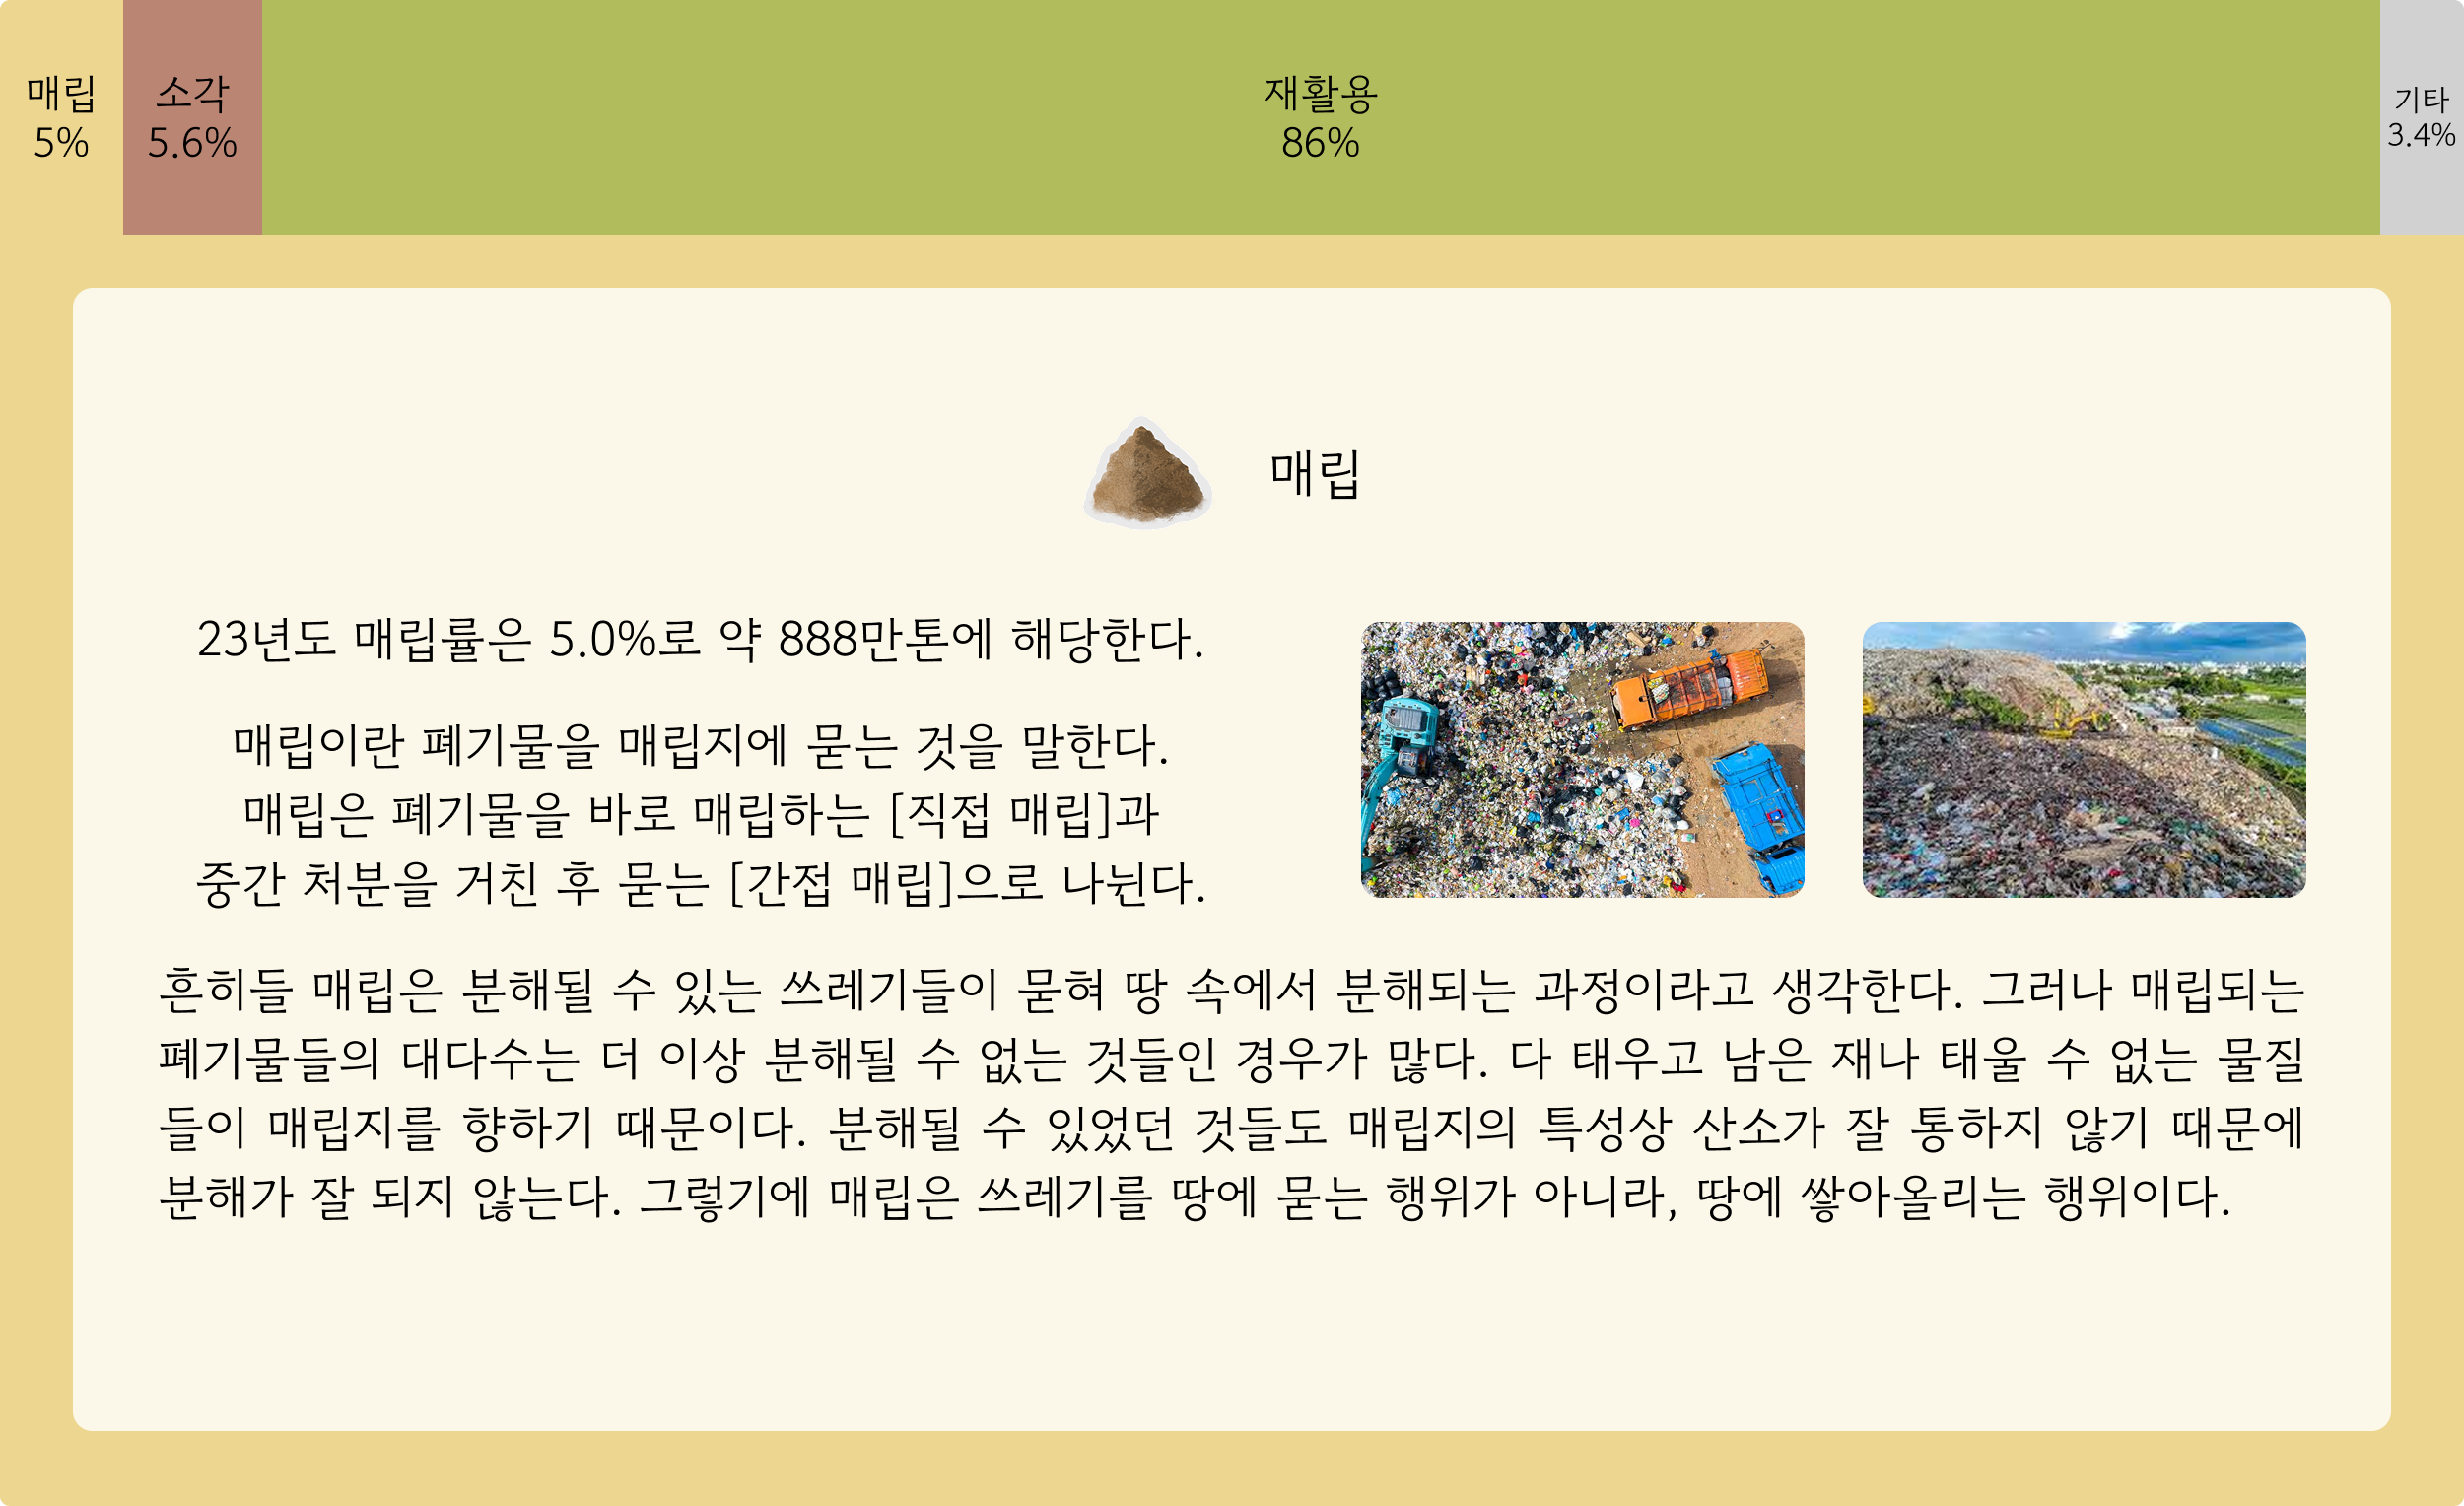 매립
5%
소각
5.6%
재활용
86%
기타
3.4%
매립
23년도 매립률은 5.0%로 약 888만톤에 해당한다.
매립이란 폐기물을 매립지에 묻는 것을 말한다.
매립은 폐기물을 바로 매립하는 [직접 매립]과
중간 처분을 거친 후 묻는 [간접 매립]으로 나뉜다.
흔히들 매립은 분해될 수 있는 쓰레기들이 묻혀 땅 속에서 분해되는 과정이라고 생각한다. 그러나 매립되는
폐기물들의 대다수는 더 이상 분해될 수 없는 것들인 경우가 많다. 다 태우고 남은 재나 태울 수 없는 물질
들이 매립지를 향하기 때문이다. 분해될 수 있었던 것들도 매립지의 특성상 산소가 잘 통하지 않기 때문에
분해가 잘 되지 않는다. 그렇기에 매립은 쓰레기를 땅에 묻는 행위가 아니라, 땅에 쌓아올리는 행위이다.